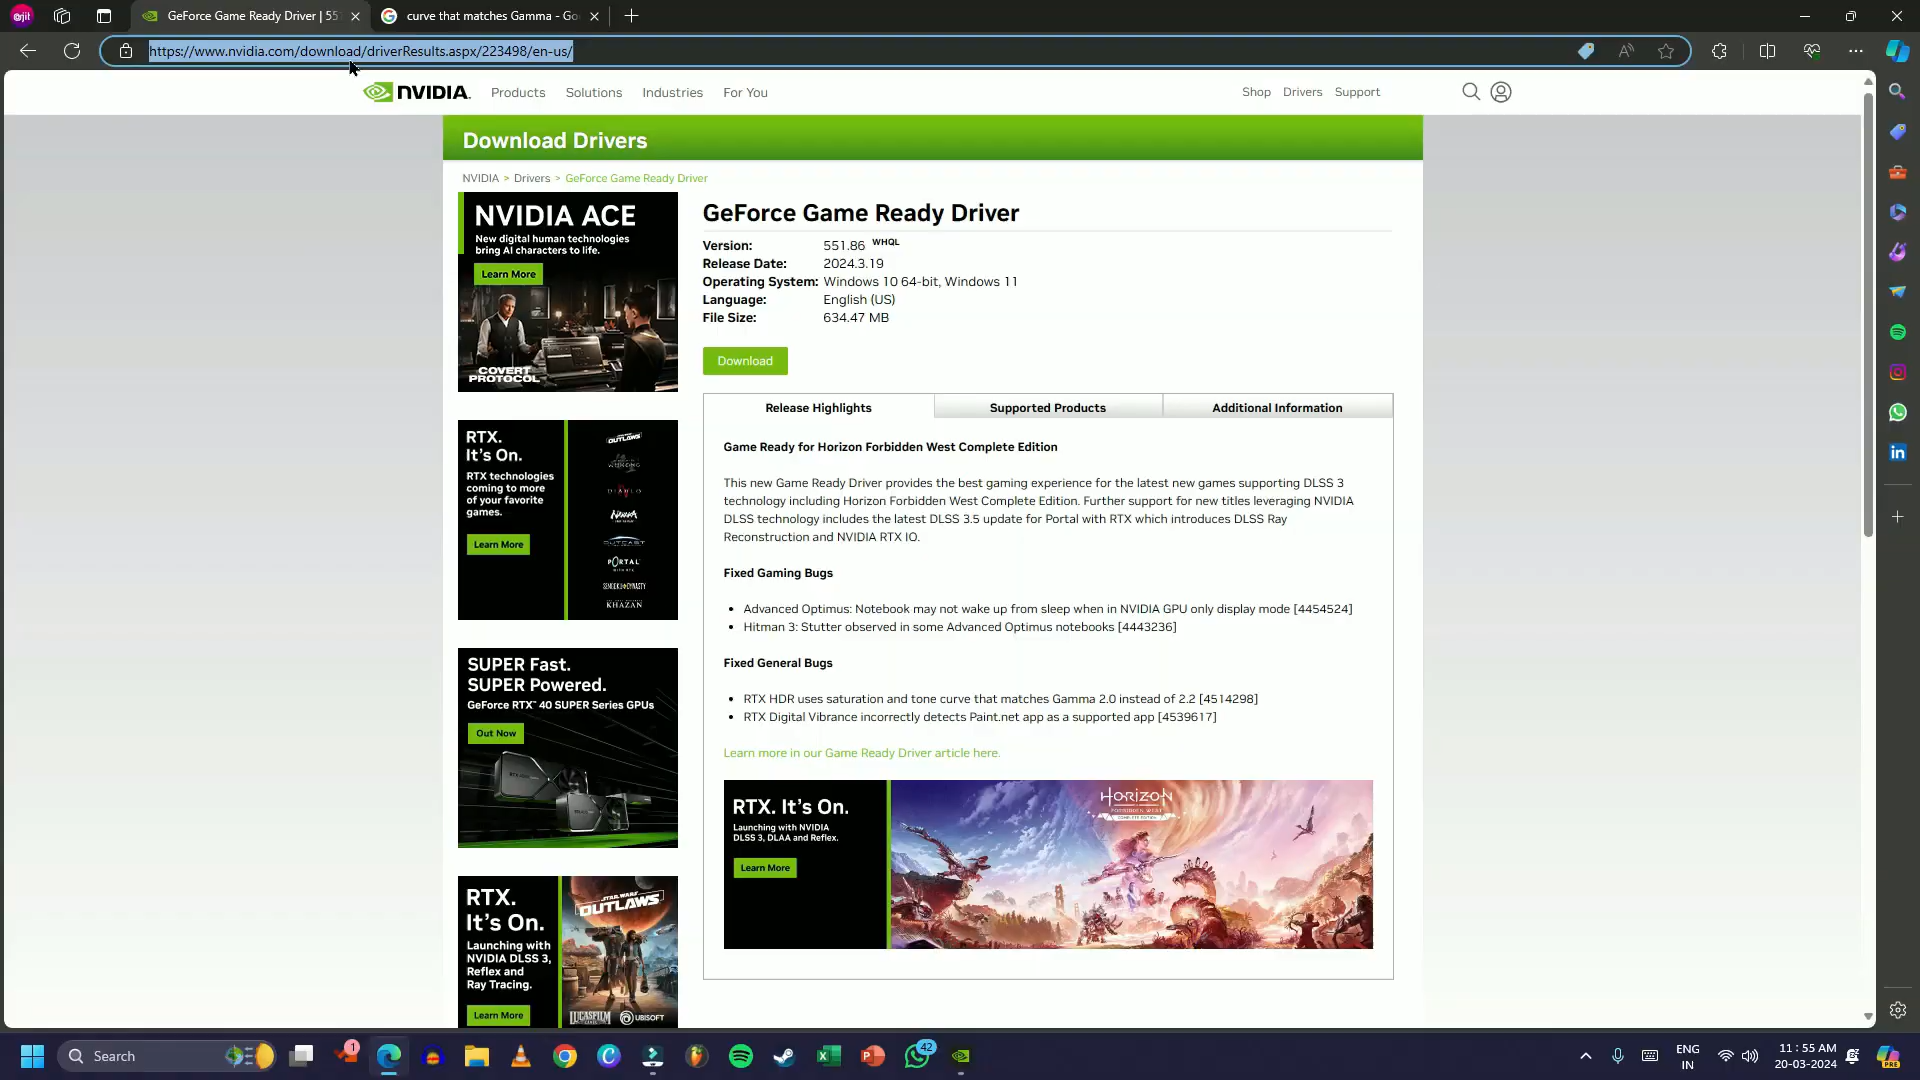 GeForce Game Ready Driver | 55
curve that matches Gamma - Go
https://www.nvidia.com/download/driverResults.aspx/223498/en-us/
NVIDIA.
Products
Solutions
Industries
For You
Shop
Drivers
Support
Download Drivers
NVIDIA > Drivers > GeForce Game Ready Driver
NVIDIA ACE
New digital human technologies
bring AI characters to life.
Learn More
COVERT
PROTOCOL
GeForce Game Ready Driver
Version: 551.86 WHQL
Release Date: 2024.3.19
Operating System: Windows 10 64-bit, Windows 11
Language: English (US)
File Size: 634.47 MB
Download
Release Highlights
Supported Products
Additional Information
Game Ready for Horizon Forbidden West Complete Edition
This new Game Ready Driver provides the best gaming experience for the latest new games supporting DLSS 3
technology including Horizon Forbidden West Complete Edition. Further support for new titles leveraging NVIDIA
DLSS technology includes the latest DLSS 3.5 update for Portal with RTX which introduces DLSS Ray
Reconstruction and NVIDIA RTX IO.
Fixed Gaming Bugs
• Advanced Optimus: Notebook may not wake up from sleep when in NVIDIA GPU only display mode [4454524]
• Hitman 3: Stutter observed in some Advanced Optimus notebooks [4443236]
Fixed General Bugs
• RTX HDR uses saturation and tone curve that matches Gamma 2.0 instead of 2.2 [4514298]
• RTX Digital Vibrance incorrectly detects Paint.net app as a supported app [4539617]
Learn more in our Game Ready Driver article here.
RTX. It's On.
Launching with NVIDIA
DLSS 3, DLAA and Reflex.
Learn More
HORIZON
FORBIDDEN WEST
COMPLETE EDITION
RTX.
It's On.
RTX technologies
coming to more
of your favorite
games.
Learn More
OUTLAWS
WUKONG
DIABLO
NARAKA
OUTCAST
PORTAL
WITH RTX
SENGOKU DYNASTY
KHAZAN
SUPER Fast.
SUPER Powered.
GeForce RTX™ 40 SUPER Series GPUs
Out Now
RTX.
It's On.
Launching with
NVIDIA DLSS 3,
Reflex and
Ray Tracing.
Learn More
STAR WARS
OUTLAWS
LUCASFILM
GAMES
UBISOFT
Search
1
42
ENG
IN
11 : 55 AM
20-03-2024
PRE